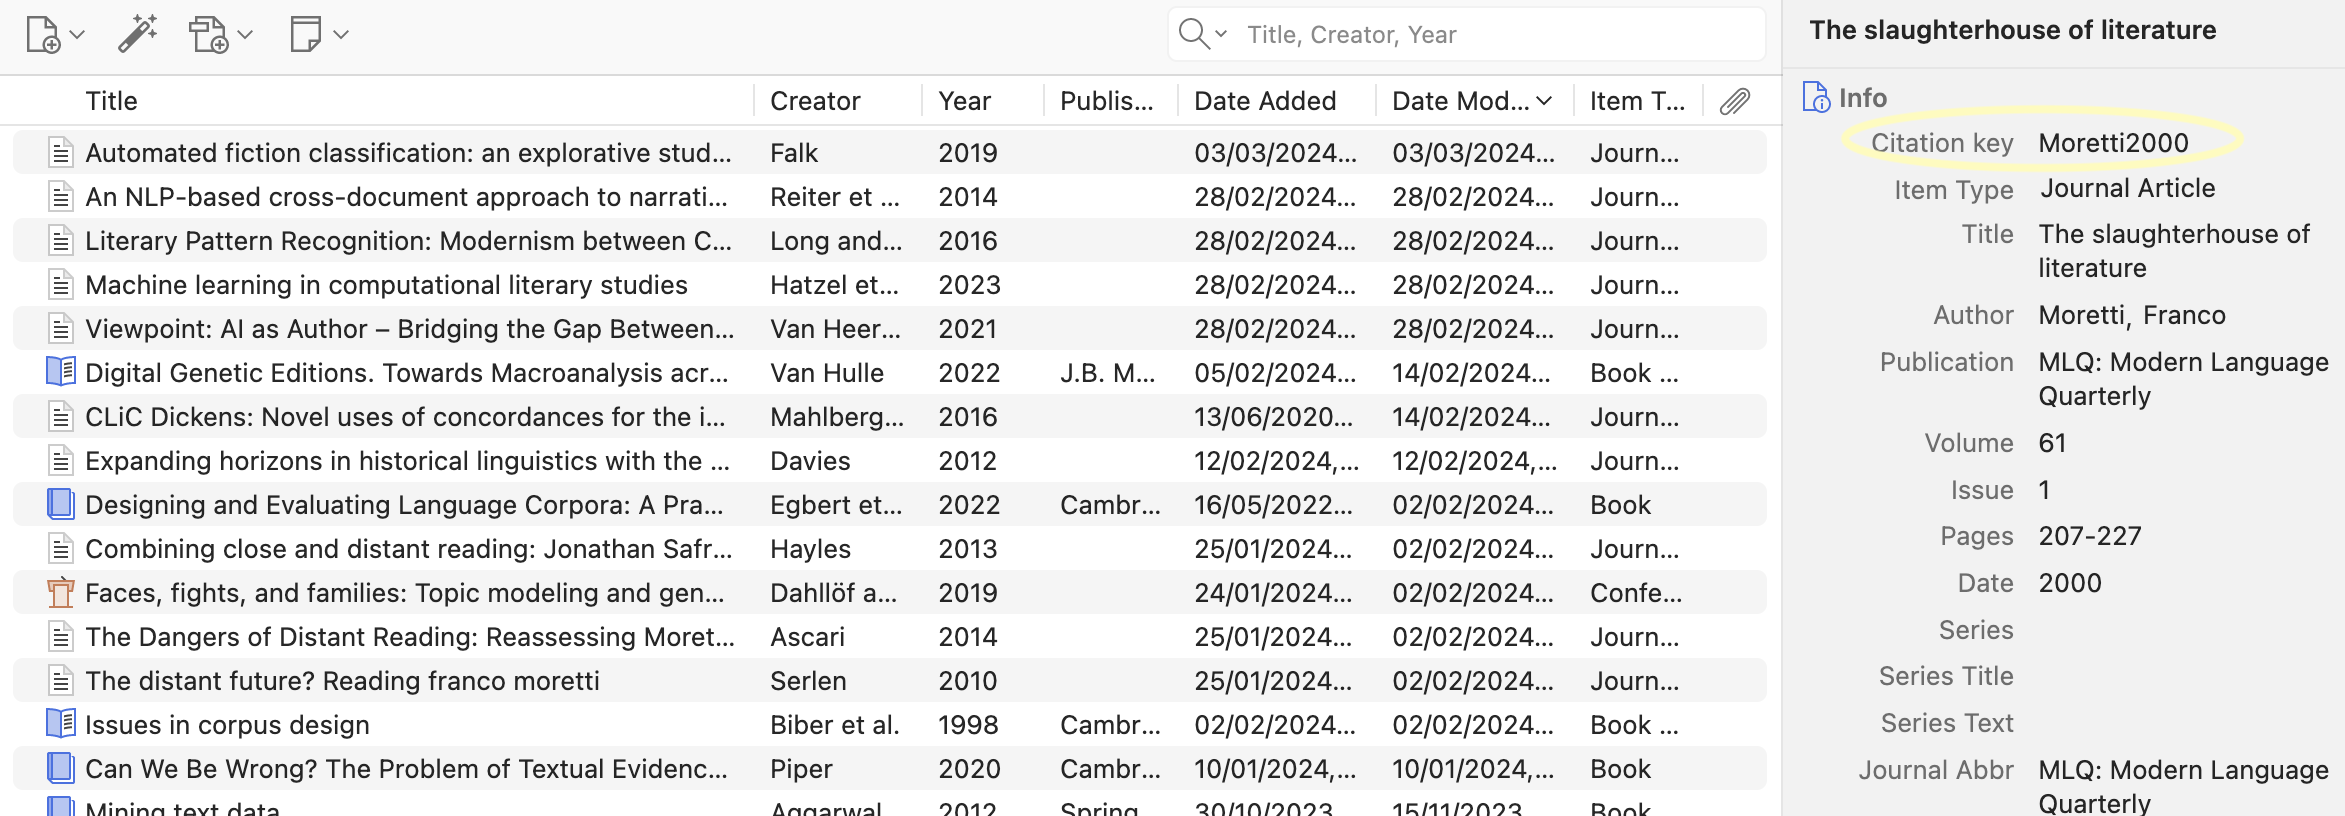 Title, Creator, Year
Title Creator Year Publis... Date Added Date Mod... Item T...
Automated fiction classification: an explorative stud... Falk 2019 03/03/2024... 03/03/2024... Journ...
An NLP-based cross-document approach to narrati... Reiter et ... 2014 28/02/2024... 28/02/2024... Journ...
Literary Pattern Recognition: Modernism between C... Long and... 2016 28/02/2024... 28/02/2024... Journ...
Machine learning in computational literary studies Hatzel et... 2023 28/02/2024... 28/02/2024... Journ...
Viewpoint: AI as Author – Bridging the Gap Between... Van Heer... 2021 28/02/2024... 28/02/2024... Journ...
Digital Genetic Editions. Towards Macroanalysis acr... Van Hulle 2022 J.B. M... 05/02/2024... 14/02/2024... Book ...
CLiC Dickens: Novel uses of concordances for the i... Mahlberg... 2016 13/06/2020... 14/02/2024... Journ...
Expanding horizons in historical linguistics with the ... Davies 2012 12/02/2024,... 12/02/2024,... Journ...
Designing and Evaluating Language Corpora: A Pra... Egbert et... 2022 Cambr... 16/05/2022... 02/02/2024... Book
Combining close and distant reading: Jonathan Safr... Hayles 2013 25/01/2024... 02/02/2024... Journ...
Faces, fights, and families: Topic modeling and gen... Dahllöf a... 2019 24/01/2024... 02/02/2024... Confe...
The Dangers of Distant Reading: Reassessing Moret... Ascari 2014 25/01/2024... 02/02/2024... Journ...
The distant future? Reading franco moretti Serlen 2010 25/01/2024... 02/02/2024... Journ...
Issues in corpus design Biber et al. 1998 Cambr... 02/02/2024... 02/02/2024... Book ...
Can We Be Wrong? The Problem of Textual Evidenc... Piper 2020 Cambr... 10/01/2024,... 10/01/2024,... Book
Mining text data Aggarwal 2012 Spring 30/10/2023 15/11/2023 Book
The slaughterhouse of literature
Info
Citation key Moretti2000
Item Type Journal Article
Title The slaughterhouse of
literature
Author Moretti, Franco
Publication MLQ: Modern Language
Quarterly
Volume 61
Issue 1
Pages 207-227
Date 2000
Series
Series Title
Series Text
Journal Abbr MLQ: Modern Language
Quarterly